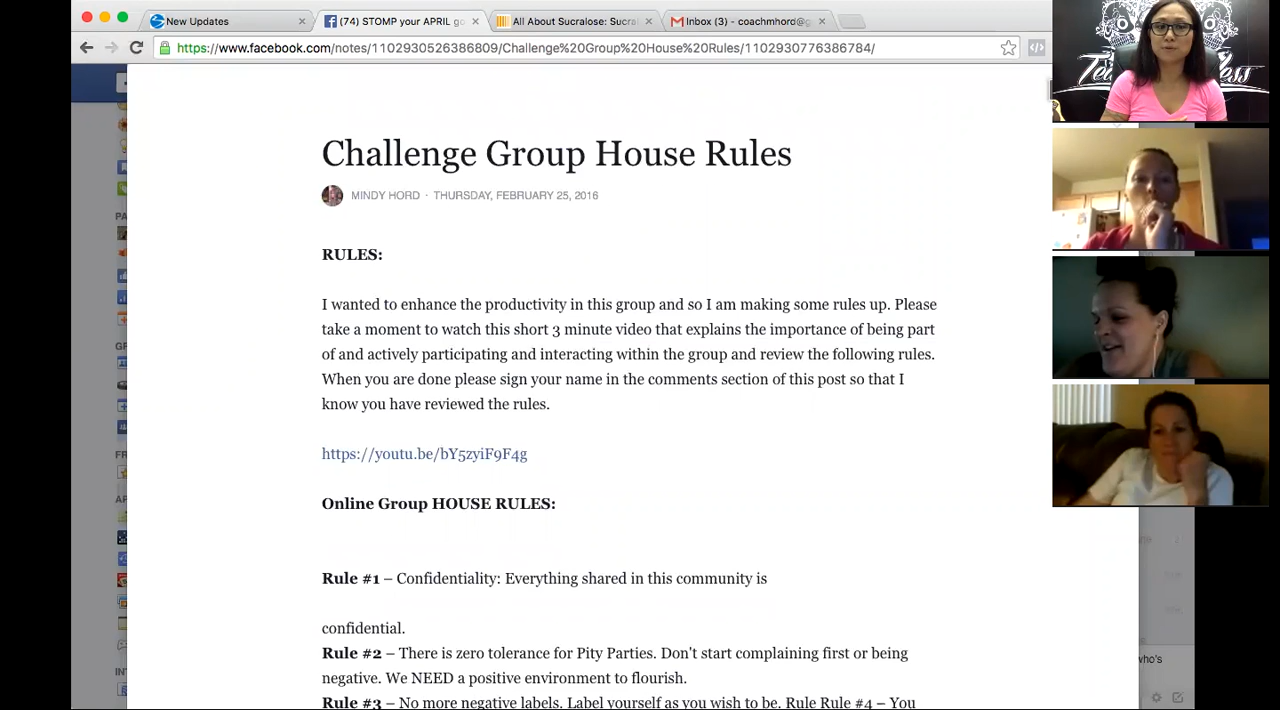 New Updates
(74) STOMP your APRIL go
All About Sucralose: Sucral
Inbox (3) - coachmhord@g
https://www.facebook.com/notes/1102930526386809/Challenge%20Group%20House%20Rules/1102930776386784/
Challenge Group House Rules
MINDY HORD · THURSDAY, FEBRUARY 25, 2016
RULES:
I wanted to enhance the productivity in this group and so I am making some rules up. Please
take a moment to watch this short 3 minute video that explains the importance of being part
of and actively participating and interacting within the group and review the following rules.
When you are done please sign your name in the comments section of this post so that I
know you have reviewed the rules.
https://youtu.be/bY5zyiF9F4g
Online Group HOUSE RULES:
Rule #1 – Confidentiality: Everything shared in this community is
confidential.
Rule #2 – There is zero tolerance for Pity Parties. Don't start complaining first or being
negative. We NEED a positive environment to flourish.
Rule #3 – No more negative labels. Label yourself as you wish to be. Rule Rule #4 – You
PA
GR
FR
AP
INT
who's